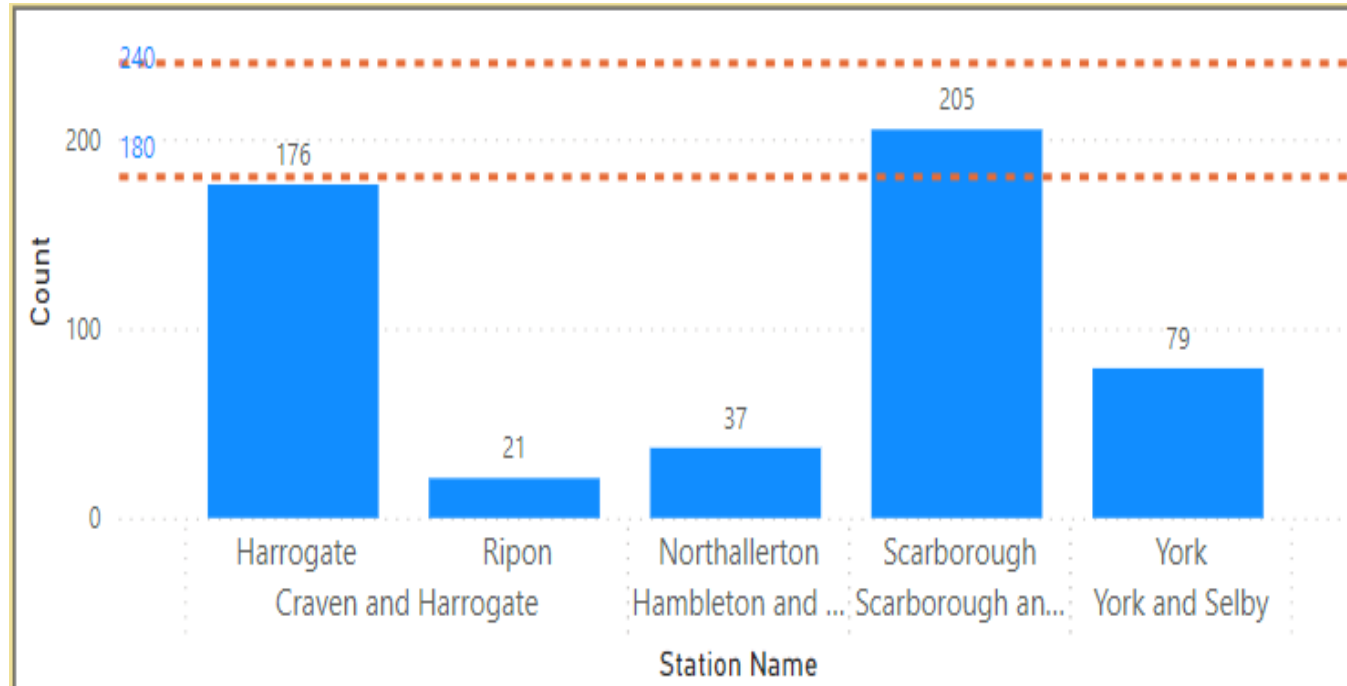 240
205
200
180
176
100
79
37
21
0
Count
Harrogate Ripon Northallerton Scarborough York
Craven and Harrogate Hambleton and ... Scarborough an... York and Selby
Station Name